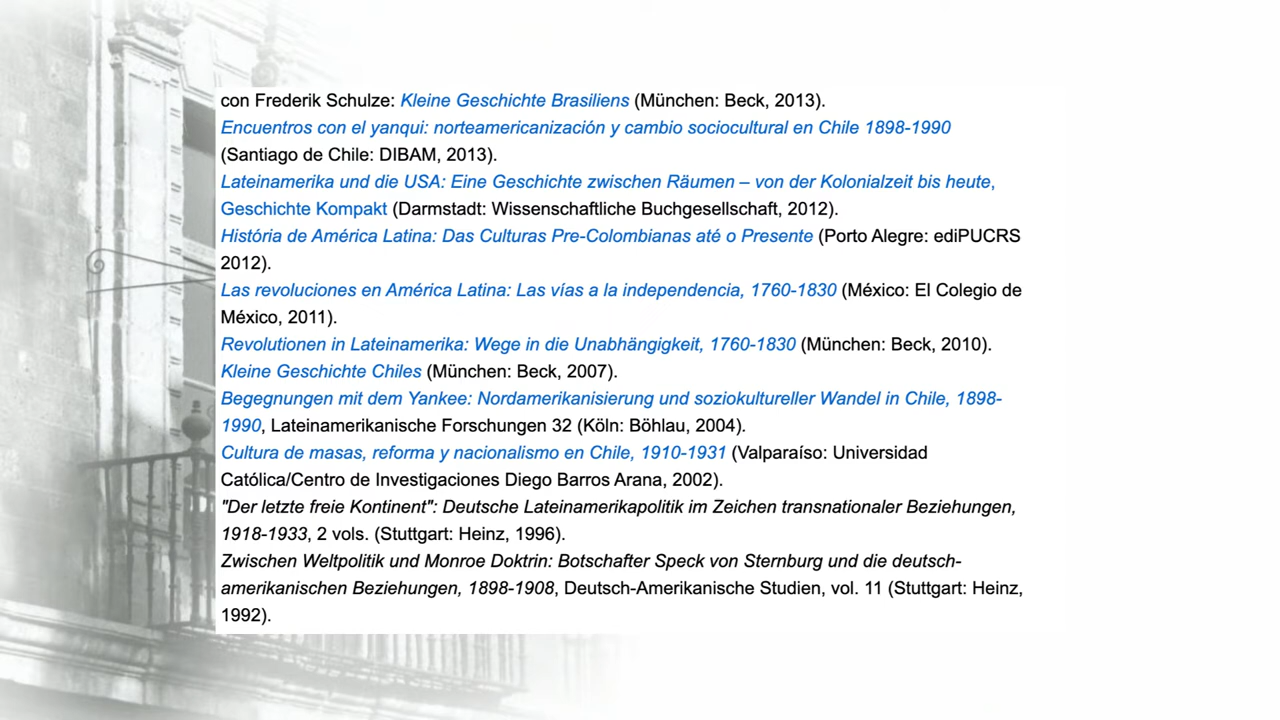 con Frederik Schulze: Kleine Geschichte Brasiliens (München: Beck, 2013).
Encuentros con el yanqui: norteamericanización y cambio sociocultural en Chile 1898-1990
(Santiago de Chile: DIBAM, 2013).
Lateinamerika und die USA: Eine Geschichte zwischen Räumen – von der Kolonialzeit bis heute,
Geschichte Kompakt (Darmstadt: Wissenschaftliche Buchgesellschaft, 2012).
História de América Latina: Das Culturas Pre-Colombianas até o Presente (Porto Alegre: ediPUCRS
2012).
Las revoluciones en América Latina: Las vías a la independencia, 1760-1830 (México: El Colegio de
México, 2011).
Revolutionen in Lateinamerika: Wege in die Unabhängigkeit, 1760-1830 (München: Beck, 2010).
Kleine Geschichte Chiles (München: Beck, 2007).
Begegnungen mit dem Yankee: Nordamerikanisierung und soziokultureller Wandel in Chile, 1898-
1990, Lateinamerikanische Forschungen 32 (Köln: Böhlau, 2004).
Cultura de masas, reforma y nacionalismo en Chile, 1910-1931 (Valparaíso: Universidad
Católica/Centro de Investigaciones Diego Barros Arana, 2002).
"Der letzte freie Kontinent": Deutsche Lateinamerikapolitik im Zeichen transnationaler Beziehungen,
1918-1933, 2 vols. (Stuttgart: Heinz, 1996).
Zwischen Weltpolitik und Monroe Doktrin: Botschafter Speck von Sternburg und die deutsch-
amerikanischen Beziehungen, 1898-1908, Deutsch-Amerikanische Studien, vol. 11 (Stuttgart: Heinz,
1992).